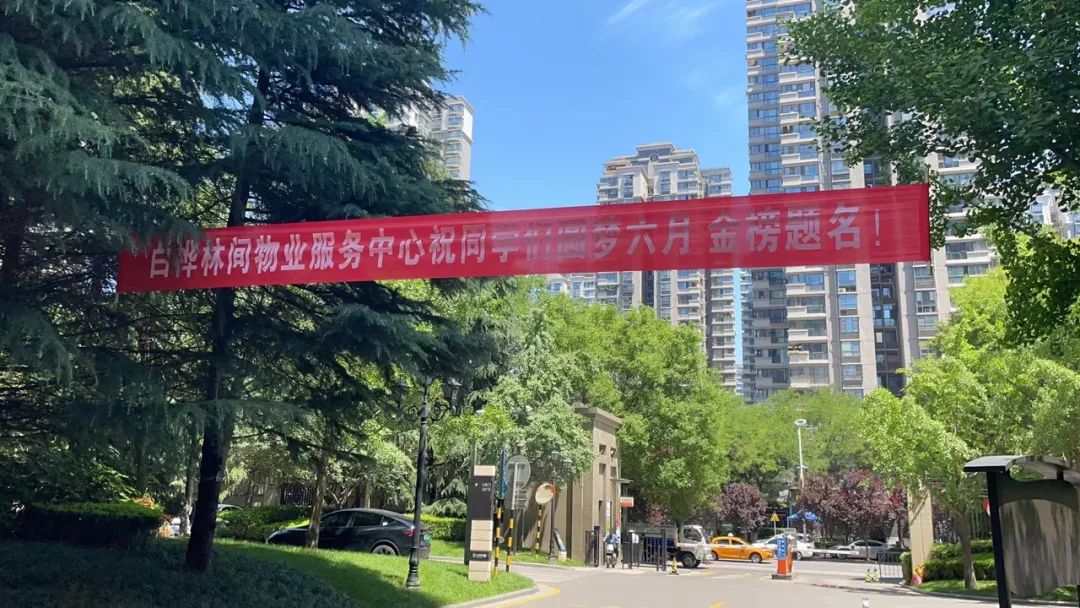 百桦林间物业服务中心祝同学们圆梦六月 金榜题名！